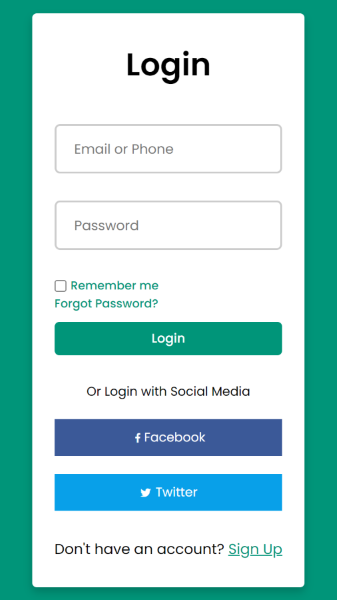 Login
Email or Phone
Password
Remember me
Forgot Password?
Login
Or Login with Social Media
Facebook
Twitter
Don't have an account? Sign Up